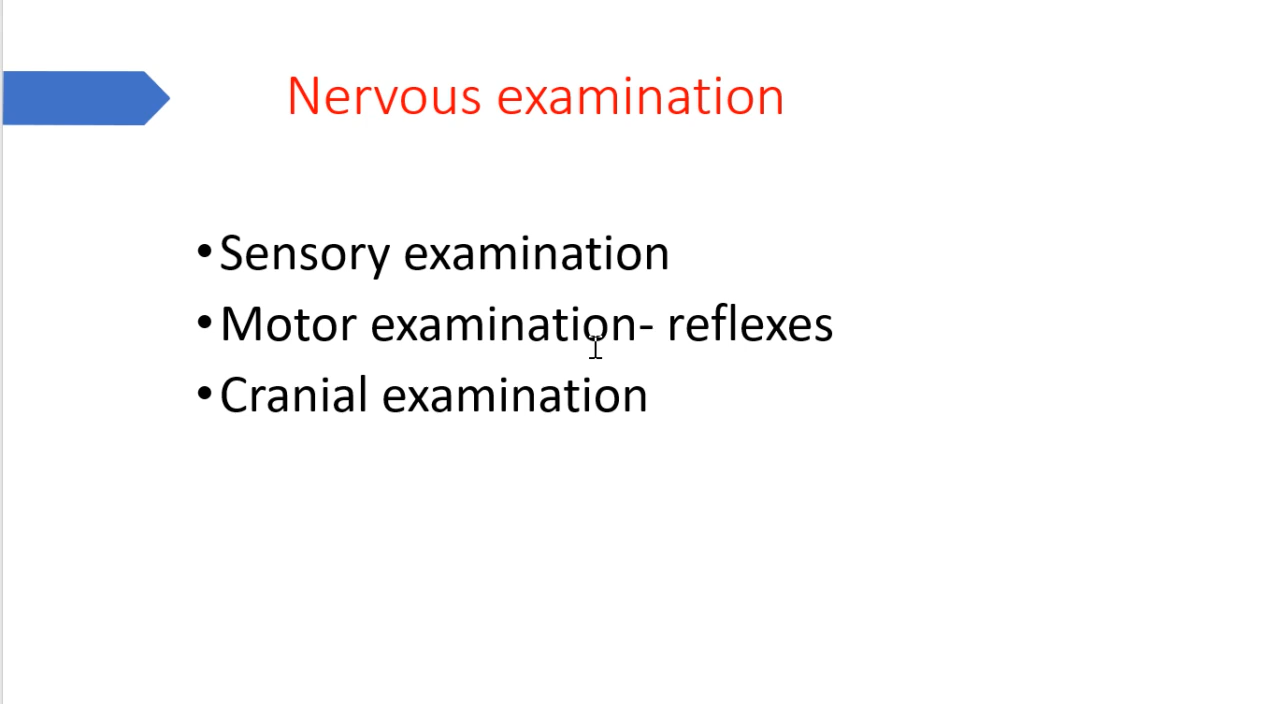 Nervous examination
•Sensory examination
•Motor examination- reflexes
•Cranial examination